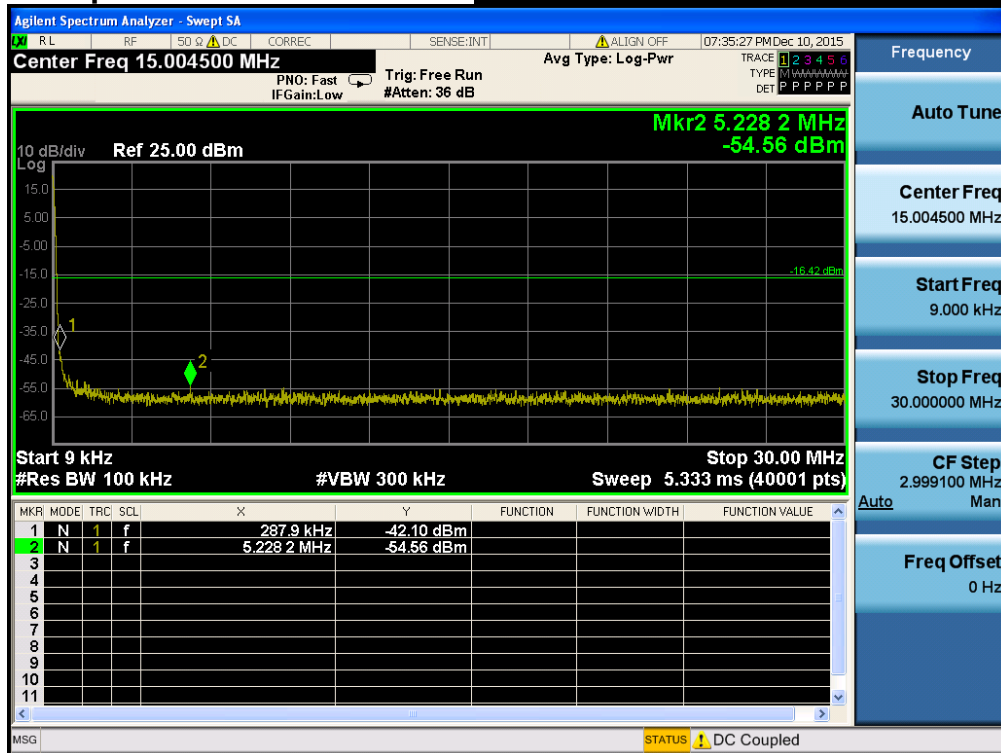 Agilent Spectrum Analyzer - Swept SA
LXI RL RF 50 Ω DC CORREC SENSE:INT ALIGN OFF 07:35:27 PM Dec 10, 2015
Center Freq 15.004500 MHz
PNO: Fast
IFGain:Low
Trig: Free Run
#Atten: 36 dB
Avg Type: Log-Pwr
TRACE 1 2 3 4 5 6
TYPE M
DET P P P P P P
Mkr2 5.228 2 MHz
-54.56 dBm
10 dB/div Ref 25.00 dBm
Log
15.0
5.00
-5.00
-15.0
-16.42 dBm
-25.0
-35.0
1
-45.0
2
-55.0
-65.0
Start 9 kHz Stop 30.00 MHz
#Res BW 100 kHz #VBW 300 kHz Sweep 5.333 ms (40001 pts)
MKR MODE TRC SCL X Y FUNCTION FUNCTION WIDTH FUNCTION VALUE
1 N 1 f 287.9 kHz -42.10 dBm
2 N 1 f 5.228 2 MHz -54.56 dBm
3
4
5
6
7
8
9
10
11
MSG STATUS DC Coupled
Frequency
Auto Tune
Center Freq
15.004500 MHz
Start Freq
9.000 kHz
Stop Freq
30.000000 MHz
CF Step
2.999100 MHz
Auto Man
Freq Offset
0 Hz